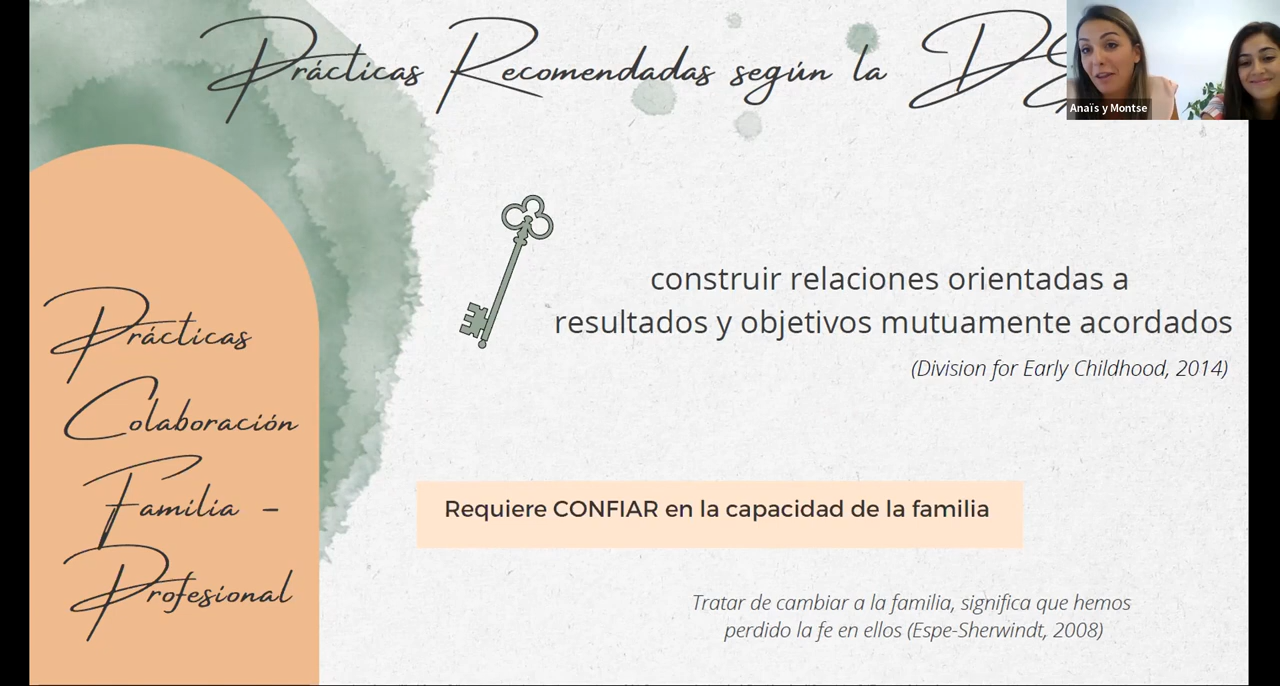 Prácticas Recomendadas según la
Anaïs y Montse
Prácticas
Colaboración
Familia -
Profesional
construir relaciones orientadas a
resultados y objetivos mutuamente acordados
(Division for Early Childhood, 2014)
Requiere CONFIAR en la capacidad de la familia
Tratar de cambiar a la familia, significa que hemos
perdido la fe en ellos (Espe-Sherwindt, 2008)